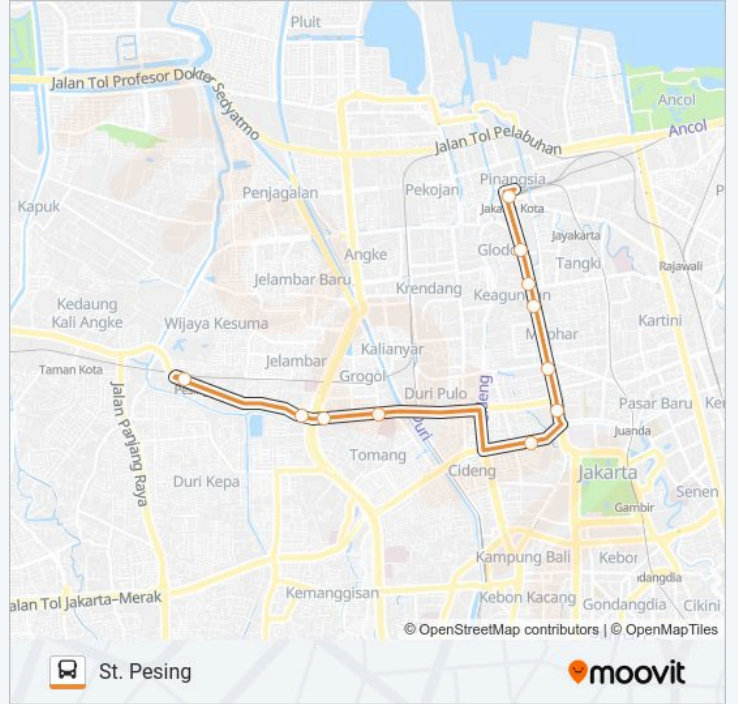 Pluit
Jalan Tol Profesor Dokter Sedyatmo
Ancol
Jalan Tol Pelabuhan
Ancol
Penjagalan
Pekojan
Pinangsia
Kapuk
Jakarta Kota
Angke
Glodok
Jayakarta
Tangki
Rajawali
Jelambar Baru
Krendang
Keagungan
Kedaung
Kali Angke
Wijaya Kesuma
Kartini
Maphar
Kalianyar
Jelambar
Taman Kota
Grogol
Duri Pulo
Jalan Panjang Raya
Duri
Pasar Baru
Juanda
Tomang
Cideng
Jakarta
Duri Kepa
Senen
Gambir
Kampung Bali
Jalan Tol Jakarta–Merak
Kemanggisan
Kebon Kacang
Gondangdia
Cikini
© OpenStreetMap contributors | © OpenMapTiles
St. Pesing
moovit